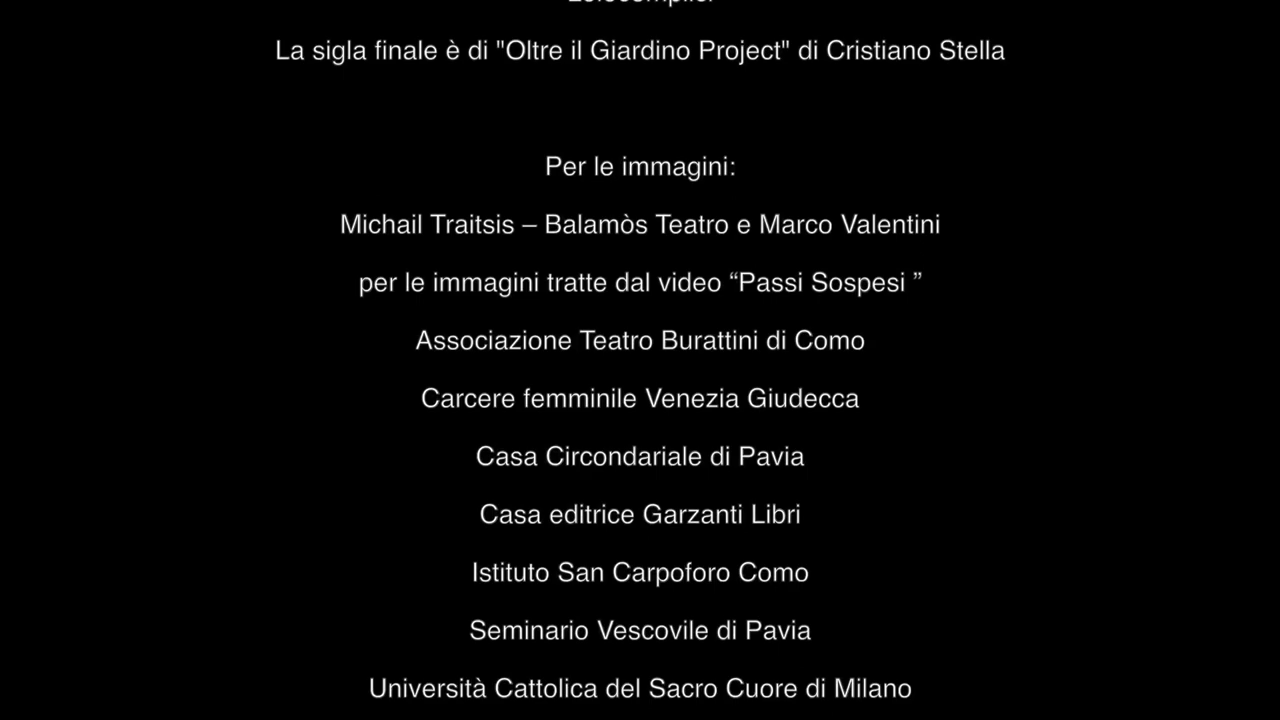 La sigla finale è di "Oltre il Giardino Project" di Cristiano Stella
Per le immagini:
Michail Traitsis – Balamòs Teatro e Marco Valentini
per le immagini tratte dal video “Passi Sospesi ”
Associazione Teatro Burattini di Como
Carcere femminile Venezia Giudecca
Casa Circondariale di Pavia
Casa editrice Garzanti Libri
Istituto San Carpoforo Como
Seminario Vescovile di Pavia
Università Cattolica del Sacro Cuore di Milano